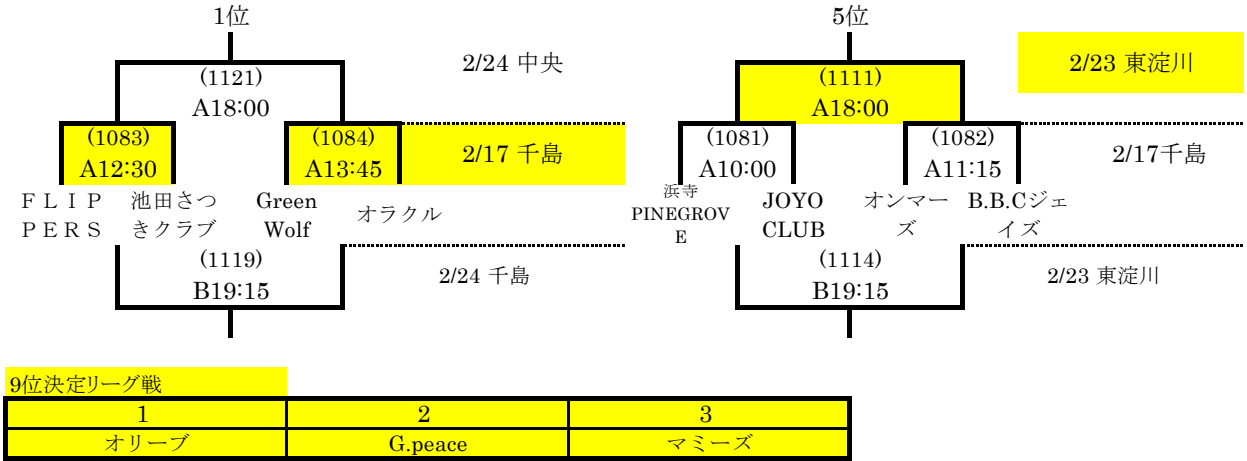 1位
5位
2/24 中央
2/23 東淀川
(1121)
A18:00
(1111)
A18:00
(1083)
A12:30
(1084)
A13:45
2/17 千島
(1081)
A10:00
(1082)
A11:15
2/17千島
ＦＬＩＰ
ＰＥＲＳ
池田さつ
きクラブ
Green
Wolf
オラクル
浜寺
PINEGROV
E
JOYO
CLUB
オンマー
ズ
B.B.Cジェ
イズ
(1119)
B19:15
2/24 千島
(1114)
B19:15
2/23 東淀川
9位決定リーグ戦
1 2 3
オリーブ G.peace マミーズ